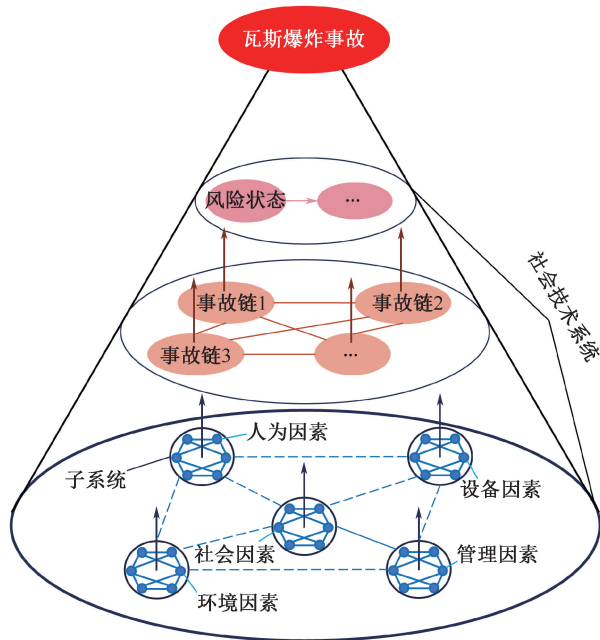 瓦斯爆炸事故
风险状态
...
社会技术系统
事故链1
事故链2
事故链3
...
人为因素
子系统
设备因素
社会因素
管理因素
环境因素